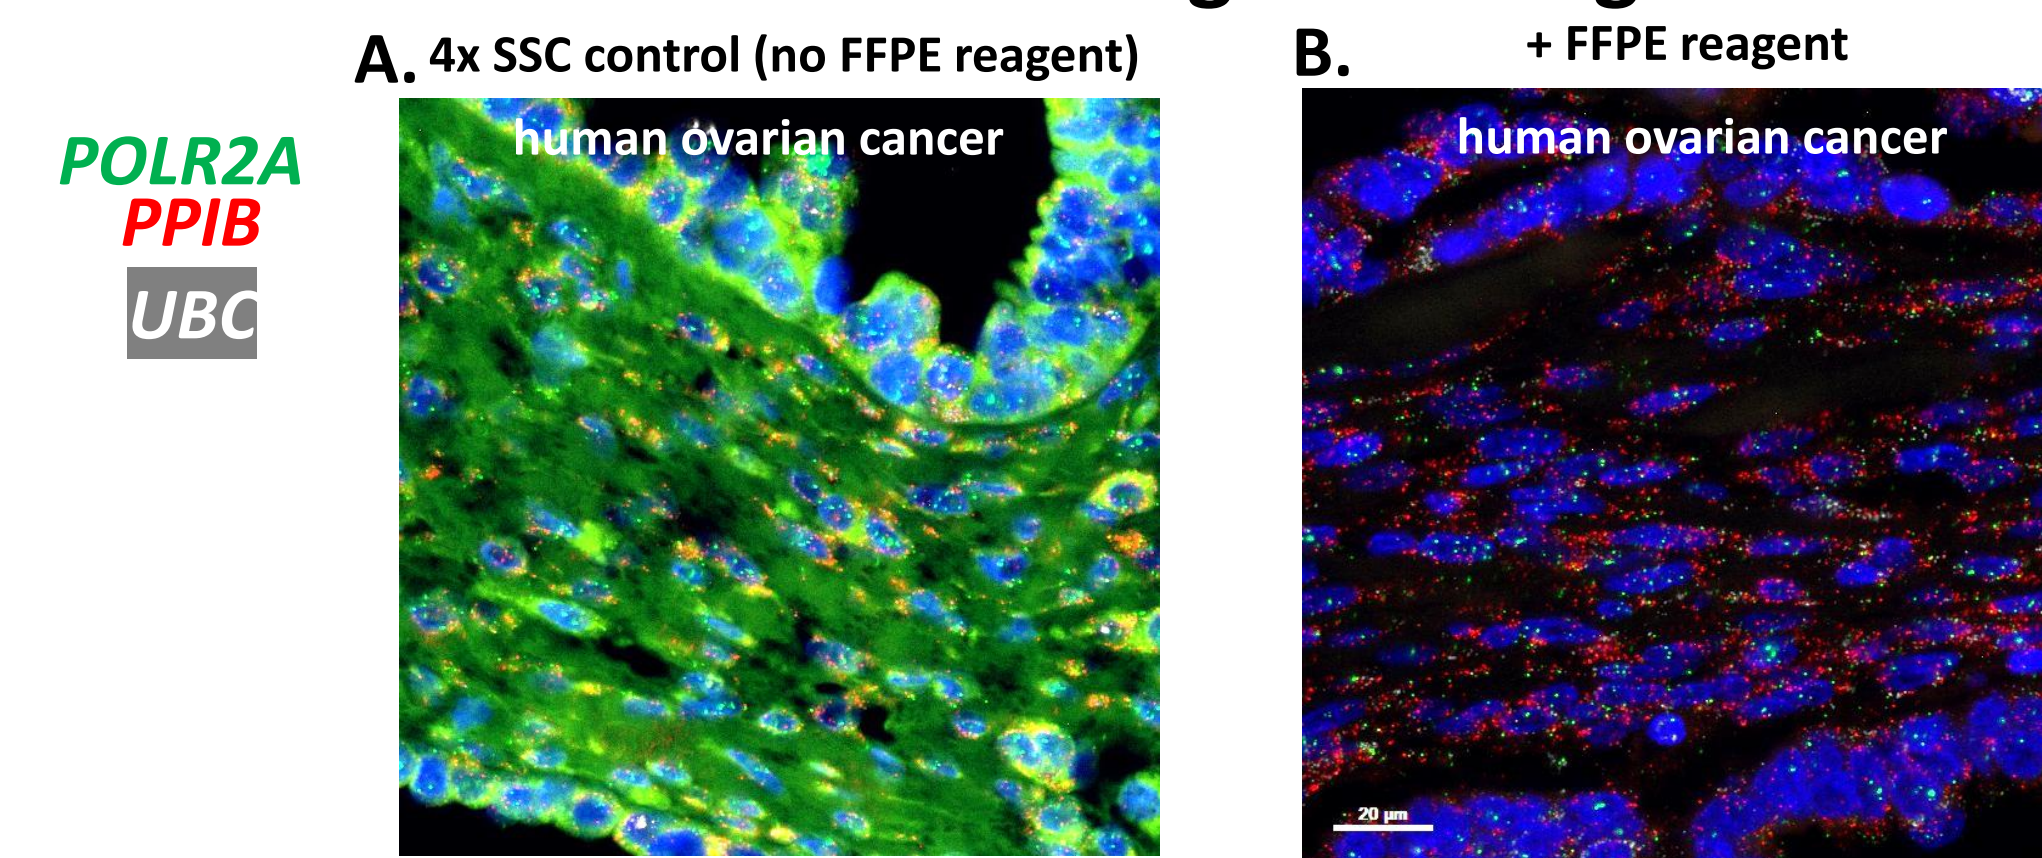 A. 4x SSC control (no FFPE reagent)
B. + FFPE reagent
POLR2A
PPIB
UBC
human ovarian cancer
human ovarian cancer
20 µm